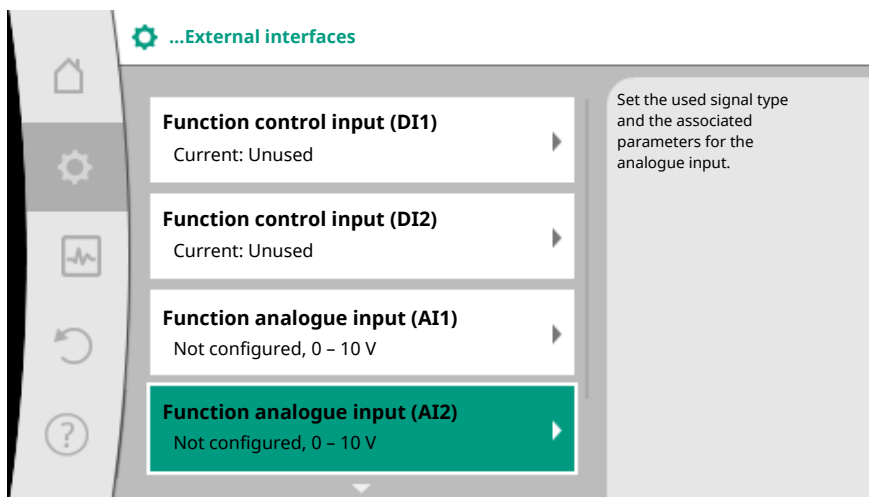 ...External interfaces
Function control input (DI1)
Current: Unused
Function control input (DI2)
Current: Unused
Function analogue input (AI1)
Not configured, 0 – 10 V
Function analogue input (AI2)
Not configured, 0 – 10 V
Set the used signal type
and the associated
parameters for the
analogue input.
?